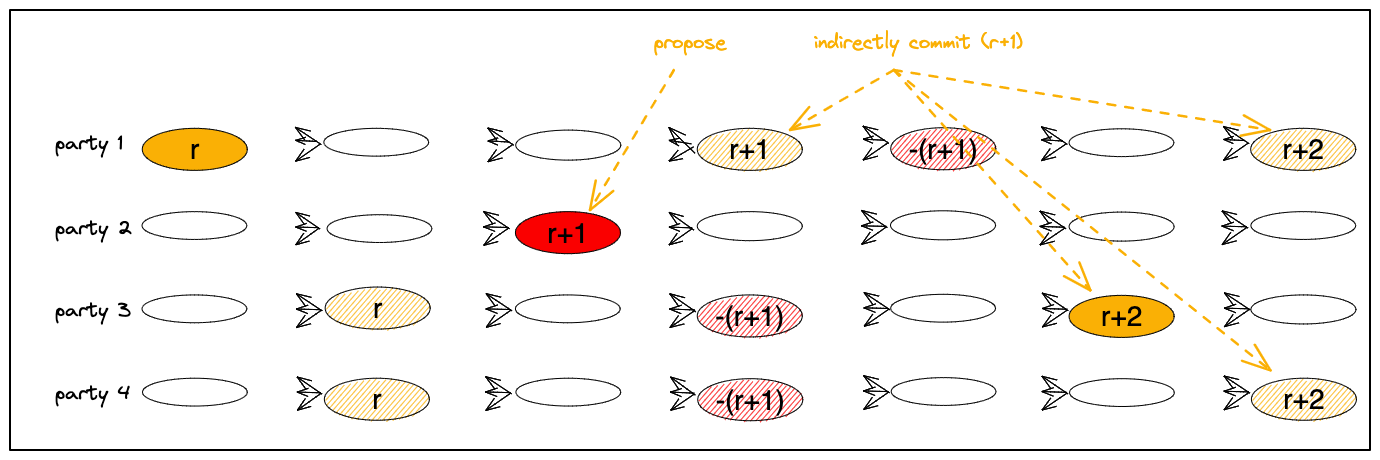 propose indirectly commit (r+1)
party 1 r r+1 -(r+1) r+2
party 2 r+1
party 3 r -(r+1) r+2
party 4 r -(r+1) r+2